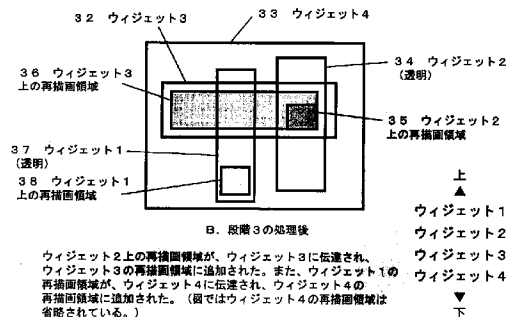 32 ウィジェット3
33 ウィジェット4
34 ウィジェット2
(透明)
36 ウィジェット3
上の再描画領域
35 ウィジェット2
上の再描画領域
37 ウィジェット1
(透明)
38 ウィジェット1
上の再描画領域
上
▲
ウィジェット1
ウィジェット2
ウィジェット3
ウィジェット4
▼
下
B. 段階3の処理後
ウィジェット2上の再描画領域が、ウィジェット3に伝達され、
ウィジェット3の再描画領域に追加された。また、ウィジェット1の
再描画領域が、ウィジェット4に伝達され、ウィジェット4の
再描画領域に追加された。(図ではウィジェット4の再描画領域は
省略されている。)